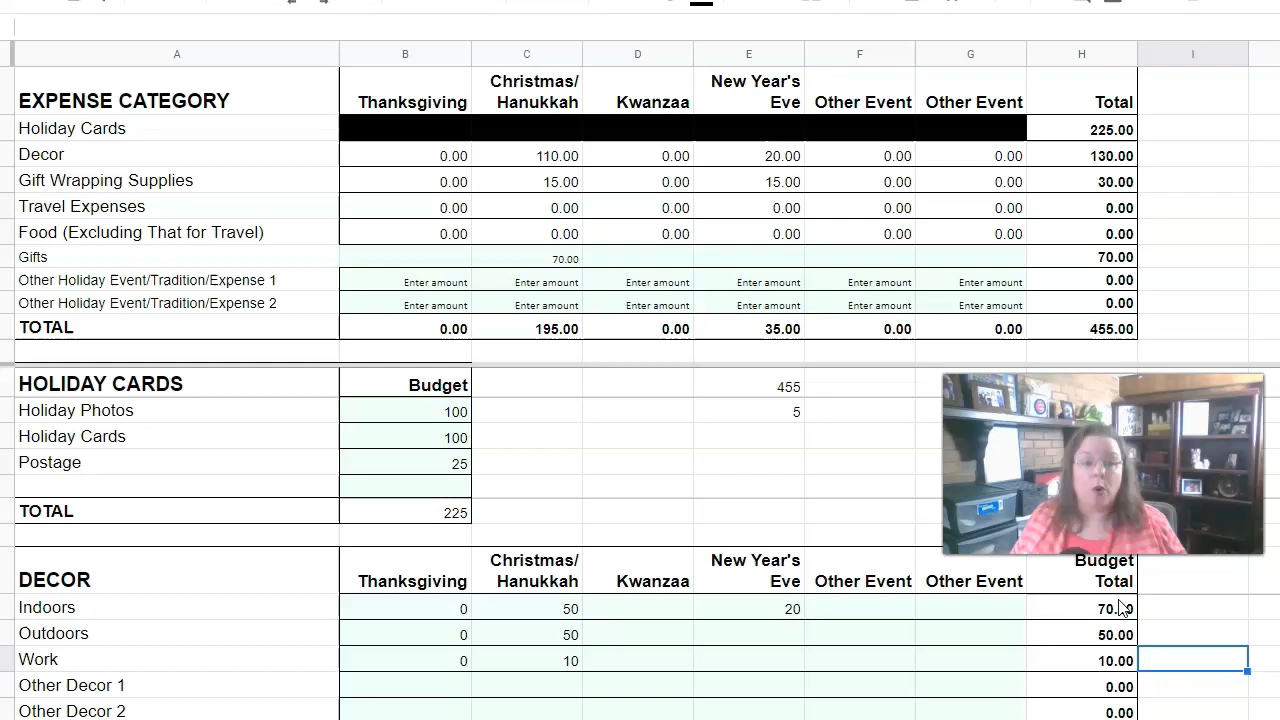 A B C D E F G H I
EXPENSE CATEGORY Thanksgiving Christmas/ Hanukkah Kwanzaa New Year's Eve Other Event Other Event Total
Holiday Cards 225.00
Decor 0.00 110.00 0.00 20.00 0.00 0.00 130.00
Gift Wrapping Supplies 0.00 15.00 0.00 15.00 0.00 0.00 30.00
Travel Expenses 0.00 0.00 0.00 0.00 0.00 0.00 0.00
Food (Excluding That for Travel) 0.00 0.00 0.00 0.00 0.00 0.00 0.00
Gifts 70.00 70.00
Other Holiday Event/Tradition/Expense 1 Enter amount Enter amount Enter amount Enter amount Enter amount Enter amount 0.00
Other Holiday Event/Tradition/Expense 2 Enter amount Enter amount Enter amount Enter amount Enter amount Enter amount 0.00
TOTAL 0.00 195.00 0.00 35.00 0.00 0.00 455.00
HOLIDAY CARDS Budget 455
Holiday Photos 100 5
Holiday Cards 100
Postage 25
TOTAL 225
DECOR Thanksgiving Christmas/ Hanukkah Kwanzaa New Year's Eve Other Event Other Event Budget Total
Indoors 0 50 20 70.00
Outdoors 0 50 50.00
Work 0 10 10.00
Other Decor 1 0.00
Other Decor 2 0.00